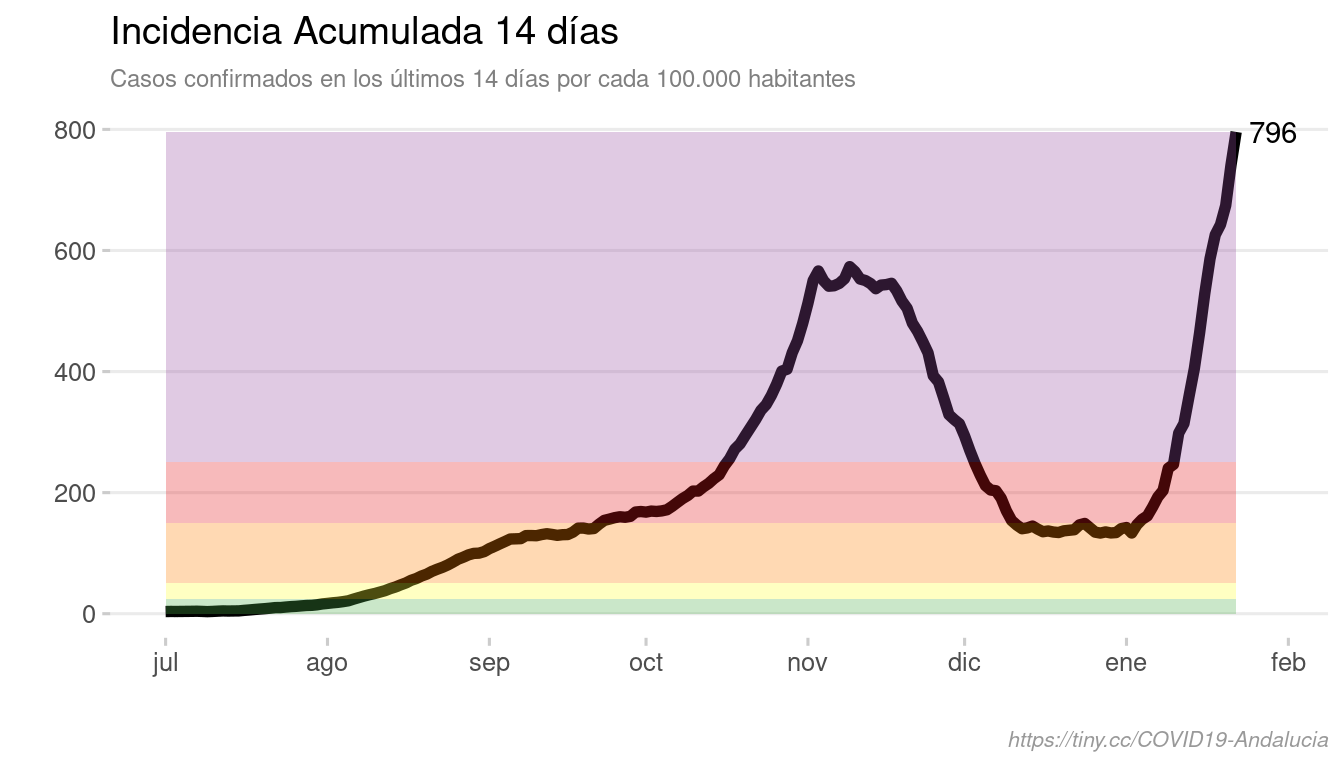 Incidencia Acumulada 14 días
Casos confirmados en los últimos 14 días por cada 100.000 habitantes
800
796
600
400
200
0
jul ago sep oct nov dic ene feb
https://tiny.cc/COVID19-Andalucia